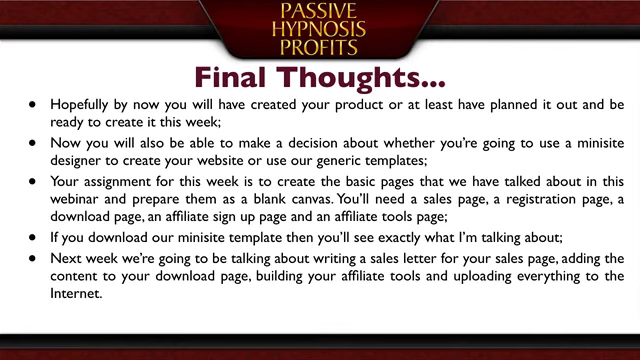 PASSIVE
HYPNOSIS
PROFITS
Final Thoughts...
● Hopefully by now you will have created your product or at least have planned it out and be
ready to create it this week;
● Now you will also be able to make a decision about whether you're going to use a minisite
designer to create your website or use our generic templates;
● Your assignment for this week is to create the basic pages that we have talked about in this
webinar and prepare them as a blank canvas. You'll need a sales page, a registration page, a
download page, an affiliate sign up page and an affiliate tools page;
● If you download our minisite template then you'll see exactly what I'm talking about;
● Next week we're going to be talking about writing a sales letter for your sales page, adding the
content to your download page, building your affiliate tools and uploading everything to the
Internet.